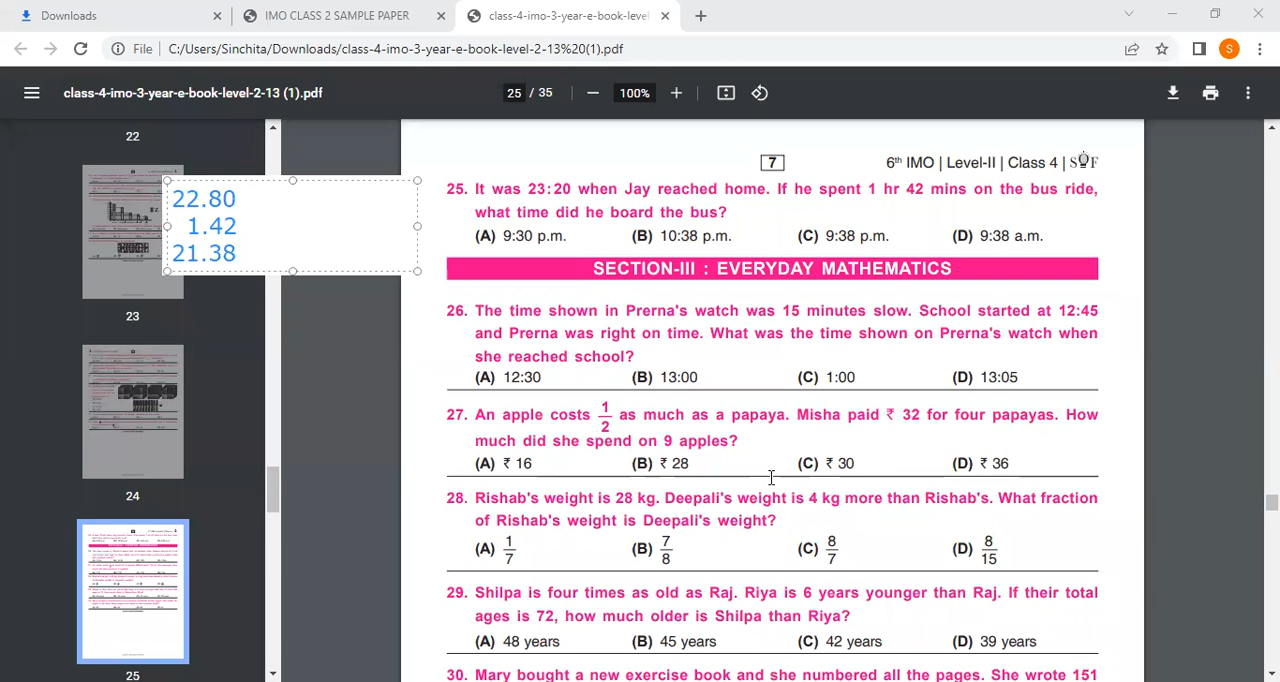 Downloads
IMO CLASS 2 SAMPLE PAPER
class-4-imo-3-year-e-book-leve
S
File
C:/Users/Sinchita/Downloads/class-4-imo-3-year-e-book-level-2-13%20(1).pdf
class-4-imo-3-year-e-book-level-2-13 (1).pdf
25 / 35
100%
22
23
24
25
22.80
1.42
21.38
7
6th IMO | Level-II | Class 4 | SOF
25. It was 23:20 when Jay reached home. If he spent 1 hr 42 mins on the bus ride,
what time did he board the bus?
(A) 9:30 p.m. (B) 10:38 p.m. (C) 9:38 p.m. (D) 9:38 a.m.
SECTION-III : EVERYDAY MATHEMATICS
26. The time shown in Prerna's watch was 15 minutes slow. School started at 12:45
and Prerna was right on time. What was the time shown on Prerna's watch when
she reached school?
(A) 12:30 (B) 13:00 (C) 1:00 (D) 13:05
27. An apple costs 1/2 as much as a papaya. Misha paid ₹ 32 for four papayas. How
much did she spend on 9 apples?
(A) ₹ 16 (B) ₹ 28 (C) ₹ 30 (D) ₹ 36
28. Rishab's weight is 28 kg. Deepali's weight is 4 kg more than Rishab's. What fraction
of Rishab's weight is Deepali's weight?
(A) 1/7 (B) 7/8 (C) 8/7 (D) 8/15
29. Shilpa is four times as old as Raj. Riya is 6 years younger than Raj. If their total
ages is 72, how much older is Shilpa than Riya?
(A) 48 years (B) 45 years (C) 42 years (D) 39 years
30. Mary bought a new exercise book and she numbered all the pages. She wrote 151